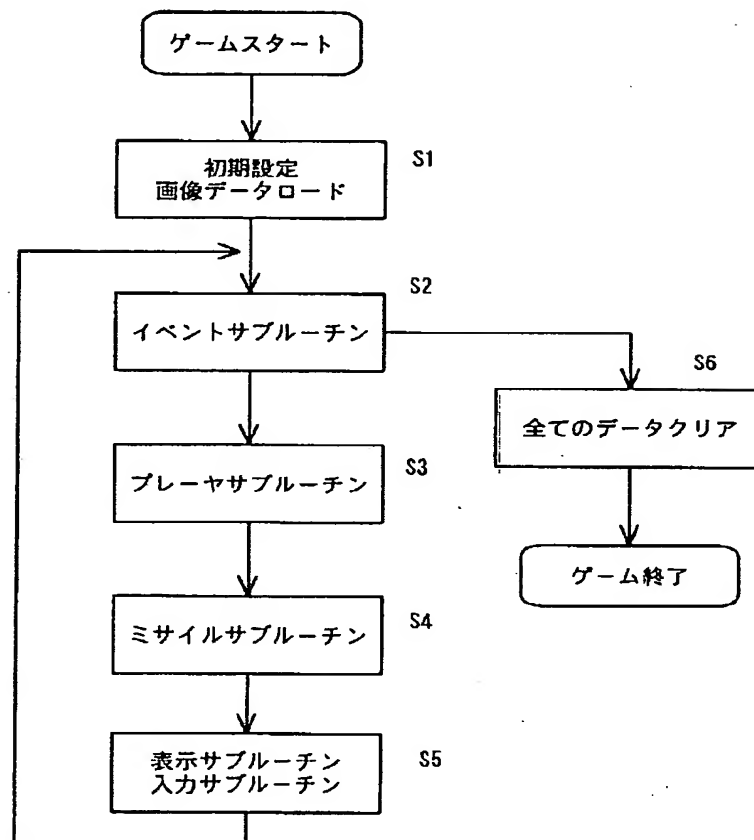 ゲームスタート
初期設定
画像データロード
S1
イベントサブルーチン
S2
プレーヤサブルーチン
S3
ミサイルサブルーチン
S4
表示サブルーチン
入力サブルーチン
S5
全てのデータクリア
S6
ゲーム終了